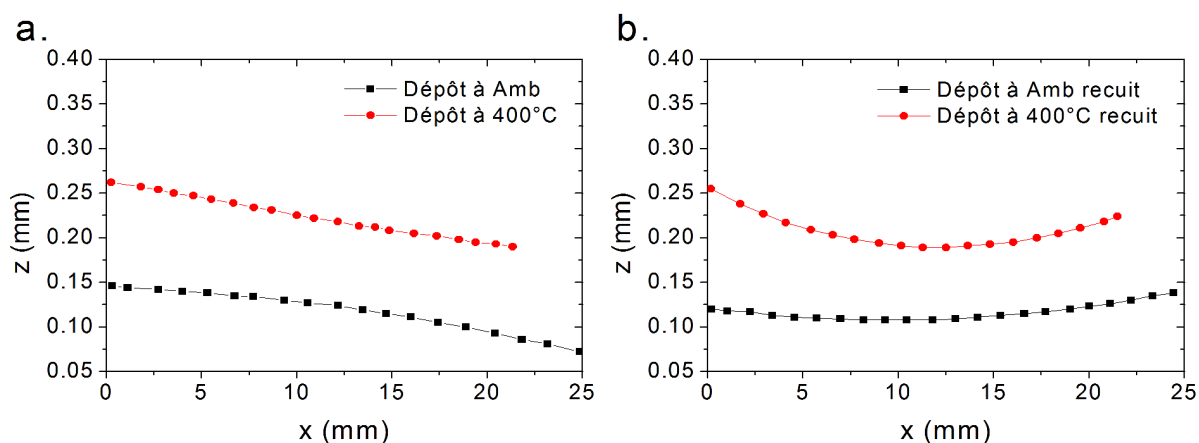 a.
0.40
0.35
0.30
0.25
0.20
0.15
0.10
0.05
z (mm)
0 5 10 15 20 25
x (mm)
Dépôt à Amb
Dépôt à 400°C
b.
0.40
0.35
0.30
0.25
0.20
0.15
0.10
0.05
z (mm)
0 5 10 15 20 25
x (mm)
Dépôt à Amb recuit
Dépôt à 400°C recuit